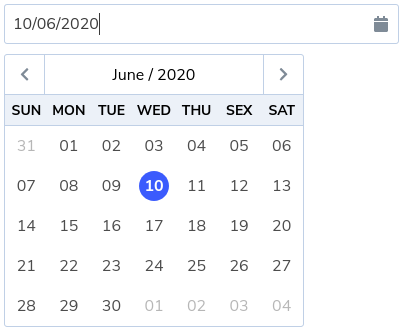 10/06/2020
June / 2020
SUN MON TUE WED THU SEX SAT
31 01 02 03 04 05 06
07 08 09 10 11 12 13
14 15 16 17 18 19 20
21 22 23 24 25 26 27
28 29 30 01 02 03 04